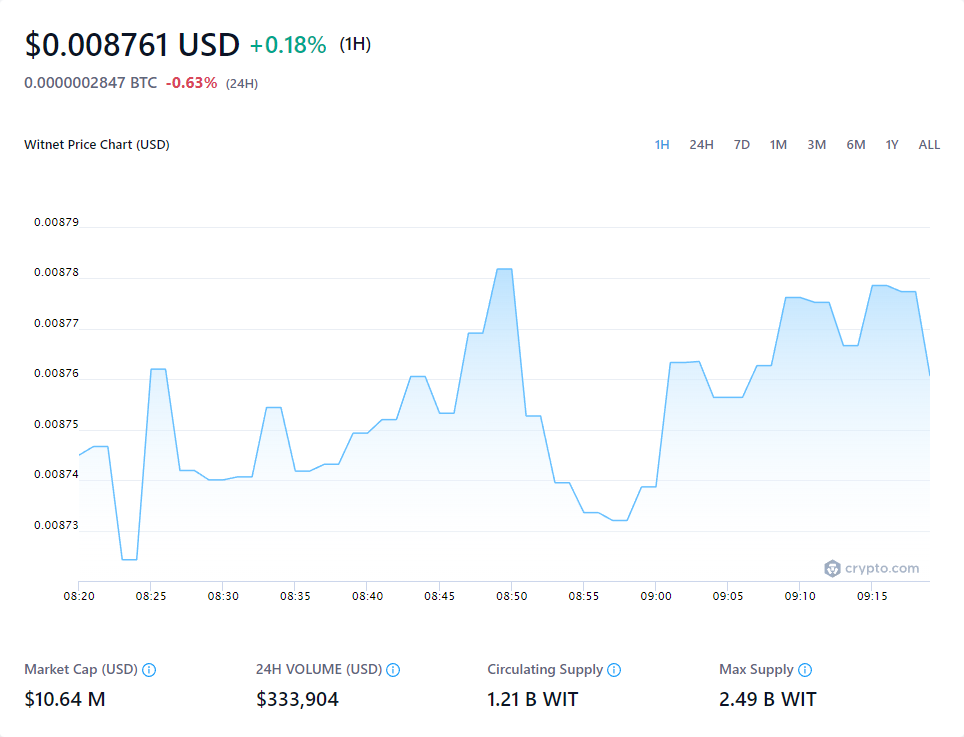 $0.008761 USD +0.18% (1H)
0.0000002847 BTC -0.63% (24H)
Witnet Price Chart (USD) 1H 24H 7D 1M 3M 6M 1Y ALL
0.00879
0.00878
0.00877
0.00876
0.00875
0.00874
0.00873
crypto.com
08:20 08:25 08:30 08:35 08:40 08:45 08:50 08:55 09:00 09:05 09:10 09:15
Market Cap (USD) 24H VOLUME (USD) Circulating Supply Max Supply
$10.64 M $333,904 1.21 B WIT 2.49 B WIT